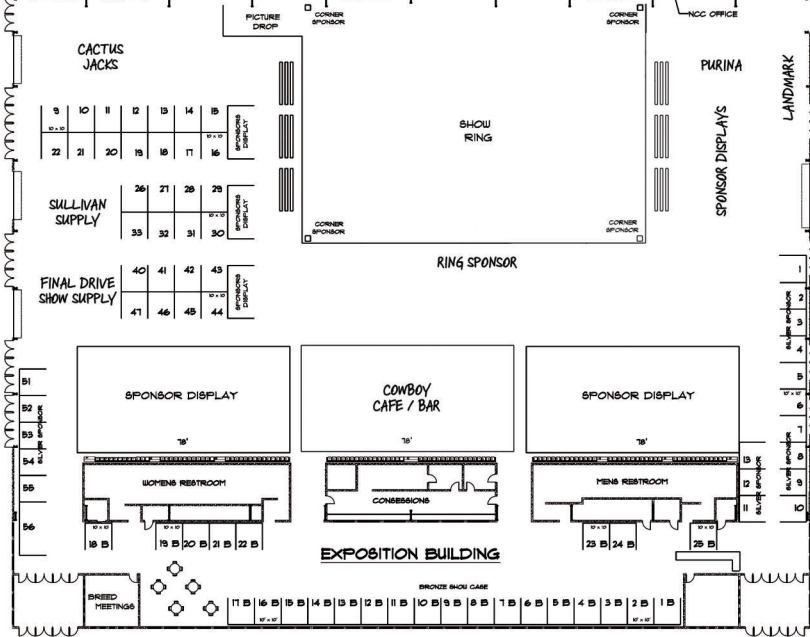 PICTURE
DROP
CORNER
SPONSOR
CORNER
SPONSOR
NCC OFFICE
CACTUS
JACKS
SHOW
RING
PURINA
LANDMARK
SPONSOR DISPLAYS
9 10 11 12 13 14 15
10 x 10
10 x 10
22 21 20 19 18 17 16
SPONSORS
DISPLAY
SULLIVAN
SUPPLY
26 27 28 29
10 x 10
33 32 31 30
SPONSORS
DISPLAY
CORNER
SPONSOR
CORNER
SPONSOR
RING SPONSOR
FINAL DRIVE
SHOW SUPPLY
40 41 42 43
10 x 10
47 46 45 44
SPONSORS
DISPLAY
1
2
3
4
SILVER SPONSOR
5
10' x 10'
6
7
8
9
10
SILVER SPONSOR
51
52
53
54
SILVER SPONSOR
55
56
SPONSOR DISPLAY
78'
COWBOY
CAFE / BAR
78'
SPONSOR DISPLAY
78'
13
12
11
SILVER SPONSOR
WOMENS RESTROOM
CONSESSIONS
MENS RESTROOM
10 x 10
18 B
10 x 10
19 B 20 B 21 B 22 B
10 x 10
23 B 24 B
10 x 10
25 B
EXPOSITION BUILDING
BREED
MEETINGS
BRONZE SHOW CASE
17 B 16 B 15 B 14 B 13 B 12 B 11 B 10 B 9 B 8 B 7 B 6 B 5 B 4 B 3 B 2 B 1 B
10' x 10'
10' x 10'